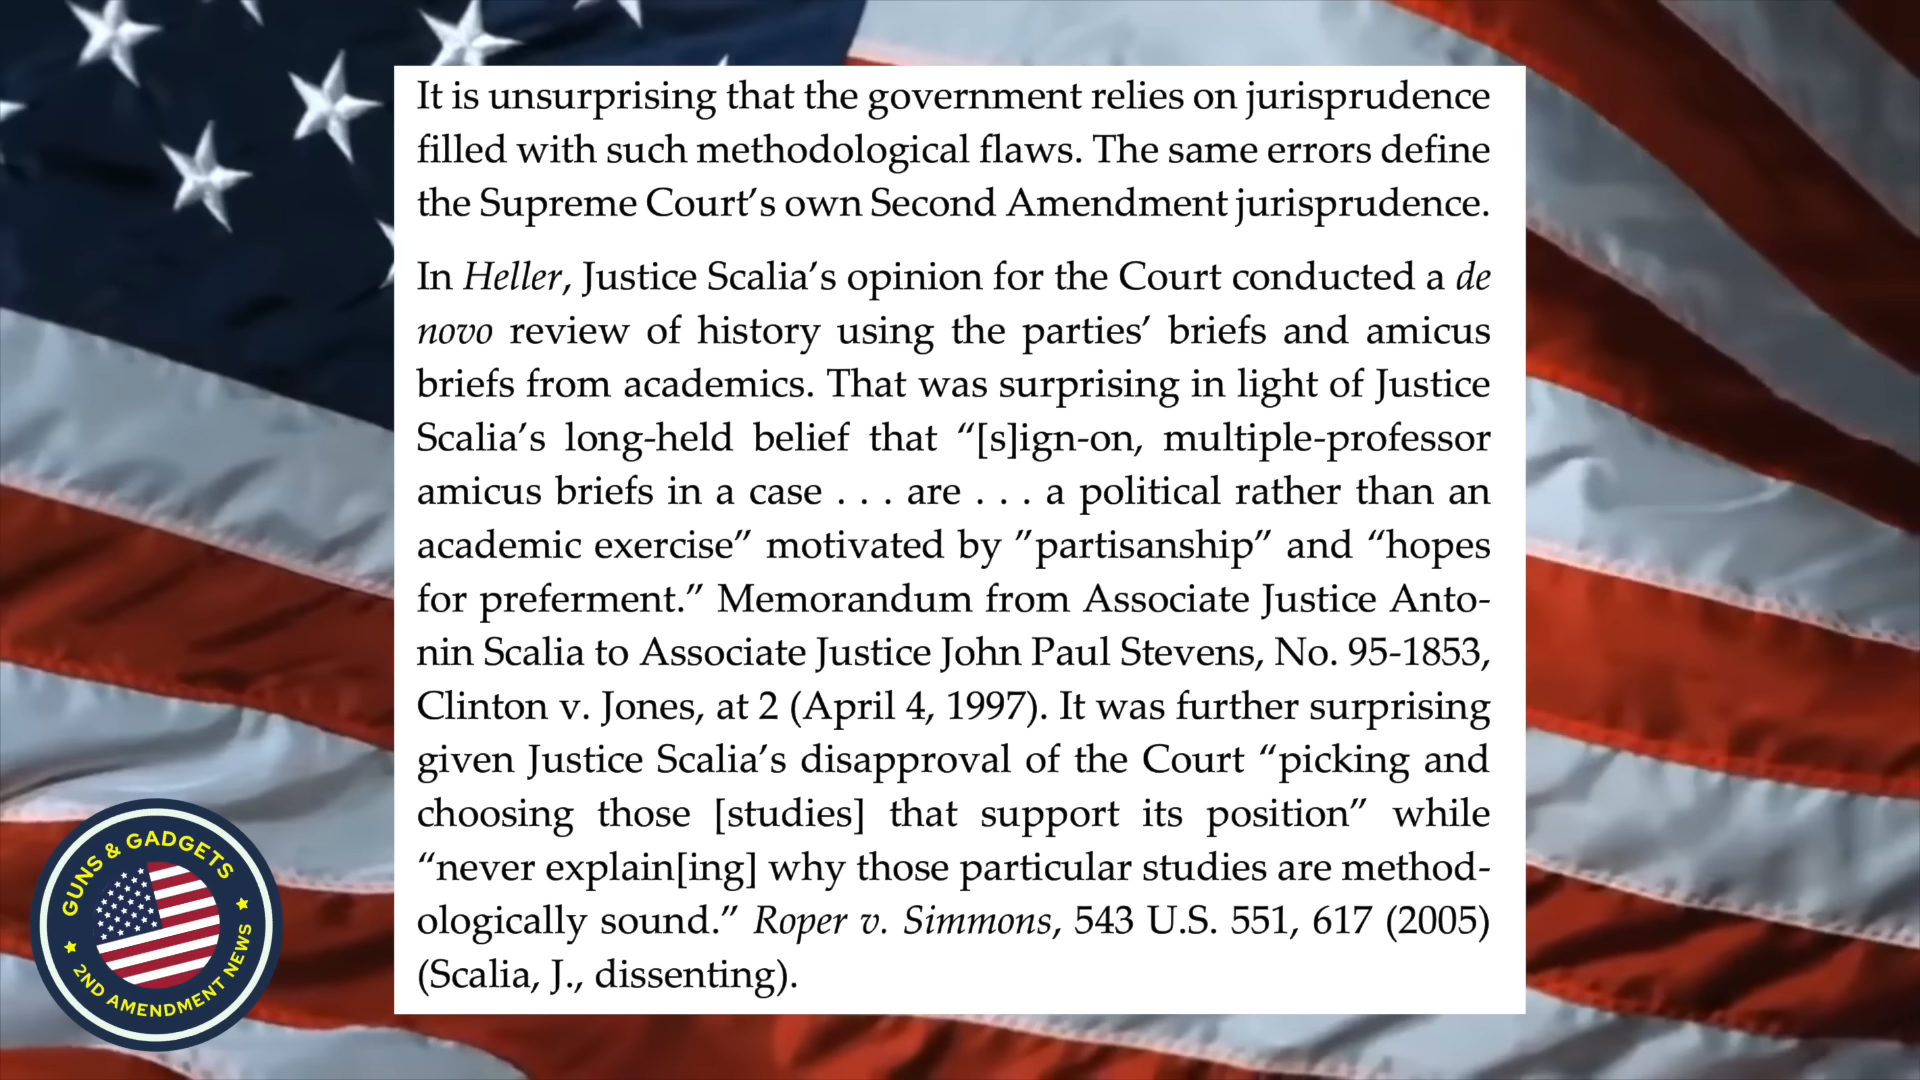 It is unsurprising that the government relies on jurisprudence
filled with such methodological flaws. The same errors define
the Supreme Court's own Second Amendment jurisprudence.
In Heller, Justice Scalia's opinion for the Court conducted a de
novo review of history using the parties' briefs and amicus
briefs from academics. That was surprising in light of Justice
Scalia's long-held belief that “[s]ign-on, multiple-professor
amicus briefs in a case . . . are . . . a political rather than an
academic exercise” motivated by ”partisanship” and “hopes
for preferment.” Memorandum from Associate Justice Anto-
nin Scalia to Associate Justice John Paul Stevens, No. 95-1853,
Clinton v. Jones, at 2 (April 4, 1997). It was further surprising
given Justice Scalia's disapproval of the Court “picking and
choosing those [studies] that support its position” while
“never explain[ing] why those particular studies are method-
ologically sound.” Roper v. Simmons, 543 U.S. 551, 617 (2005)
(Scalia, J., dissenting).
GUNS & GADGETS
2ND AMENDMENT NEWS